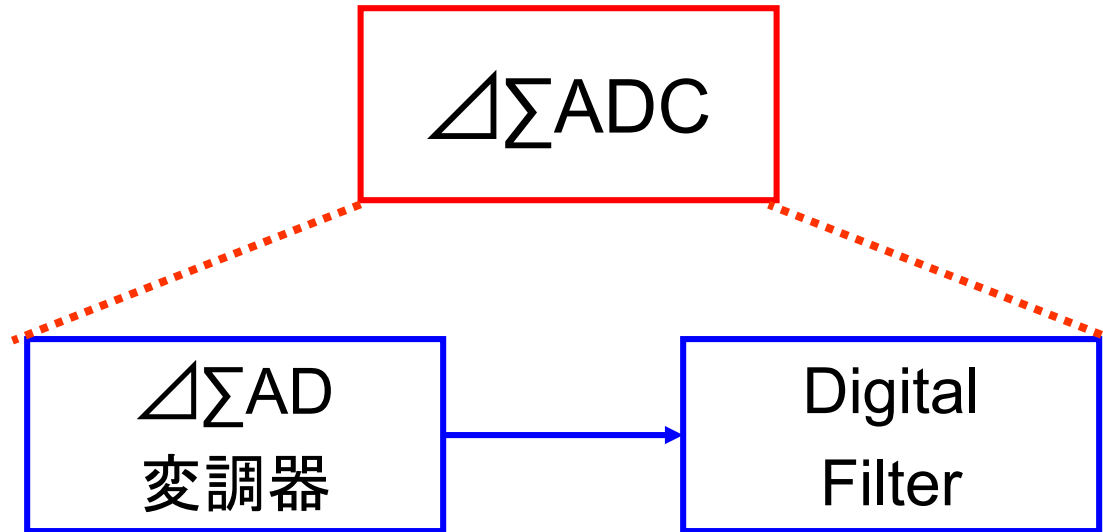 ⊿∑ADC
⊿∑AD
変調器
Digital
Filter